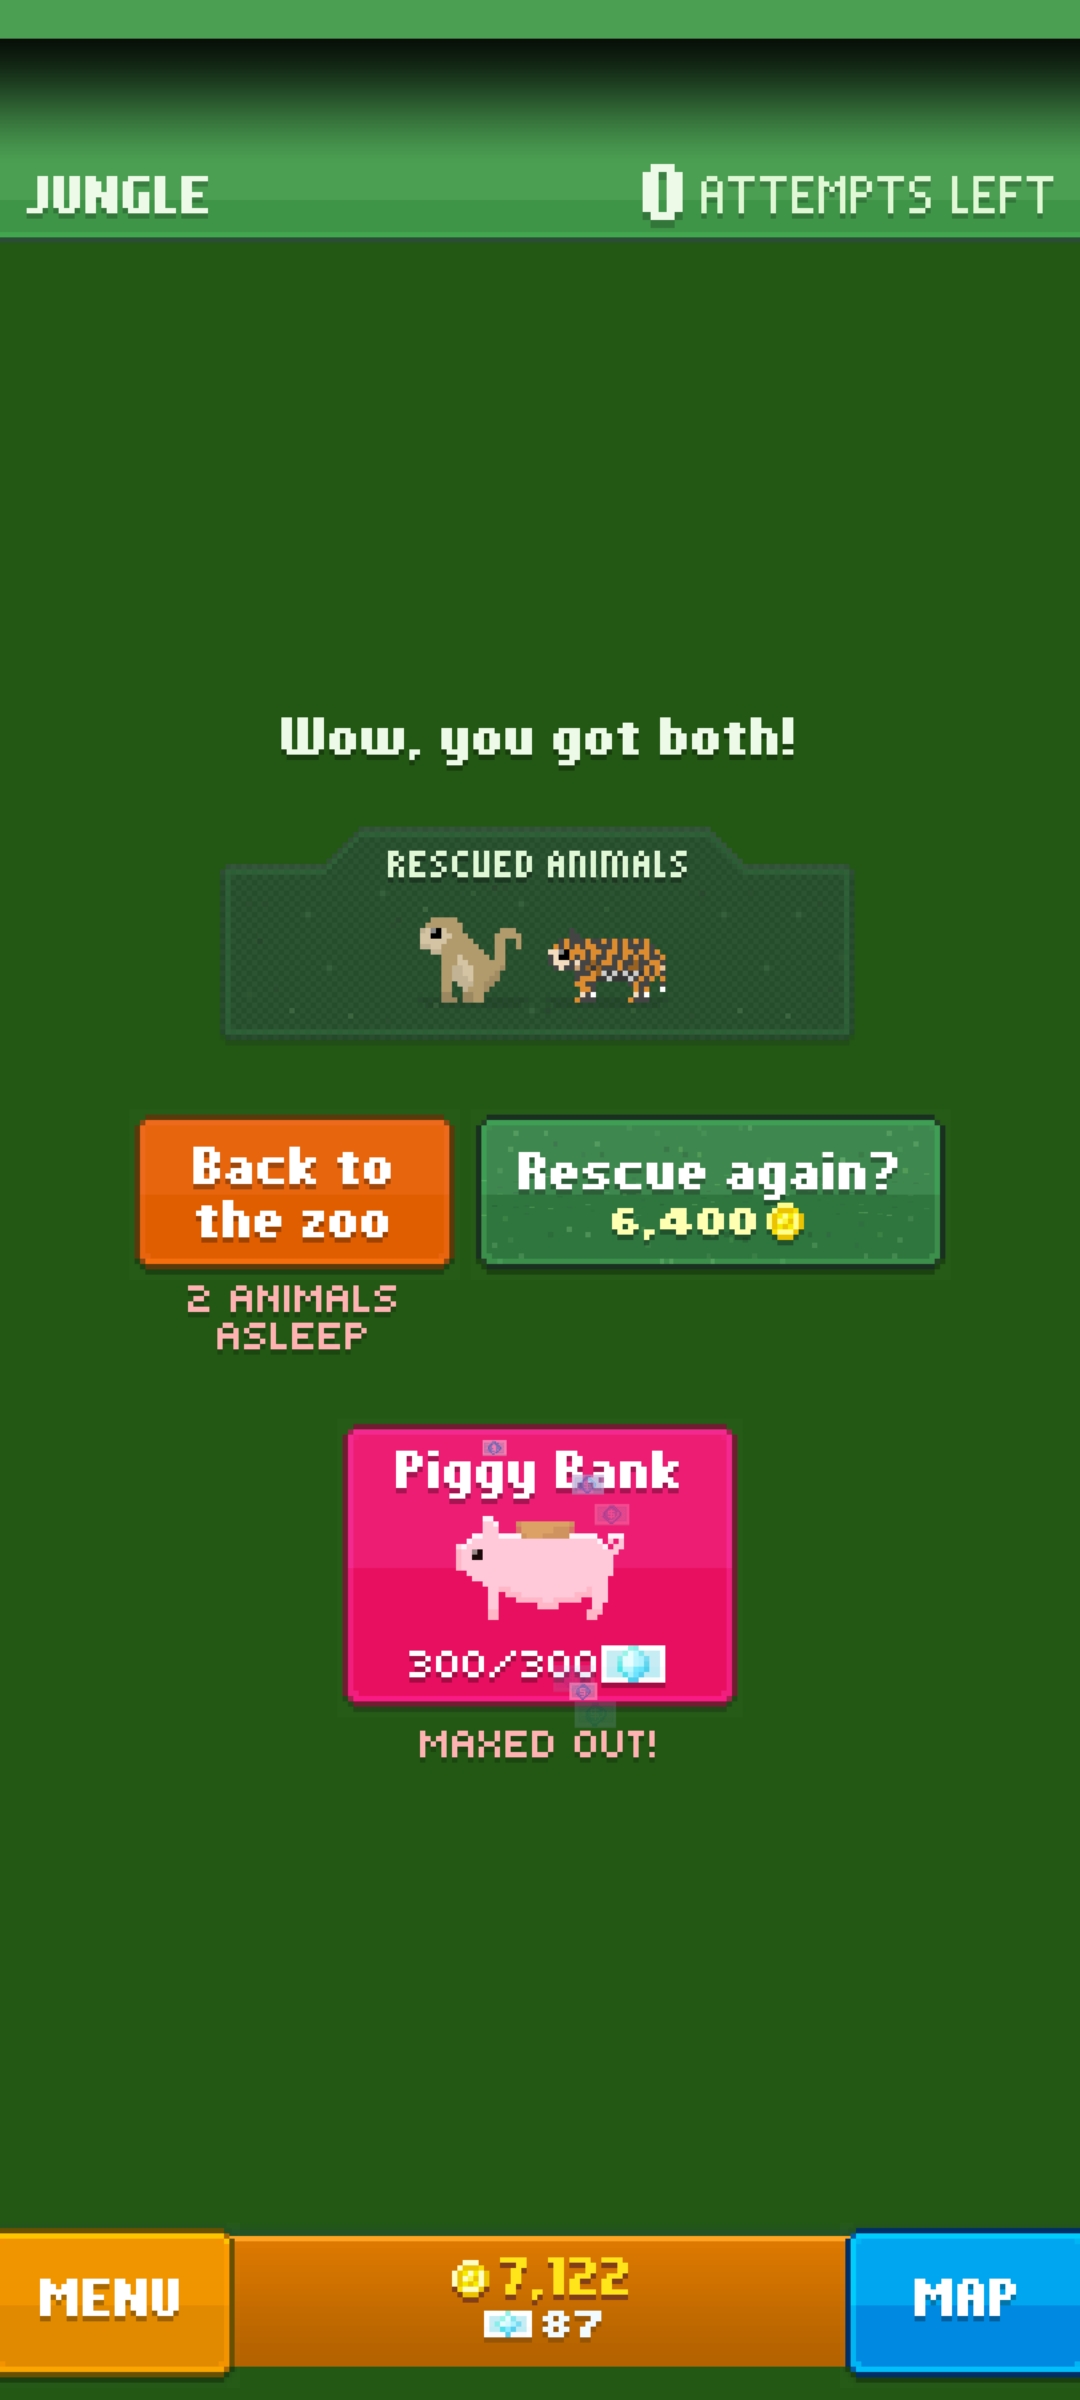 JUNGLE
0 ATTEMPTS LEFT
Wow, you got both!
RESCUED ANIMALS
Back to
the zoo
Rescue again?
6,400
2 ANIMALS
ASLEEP
Piggy Bank
300/300
MAXED OUT!
MENU
7,122
87
MAP